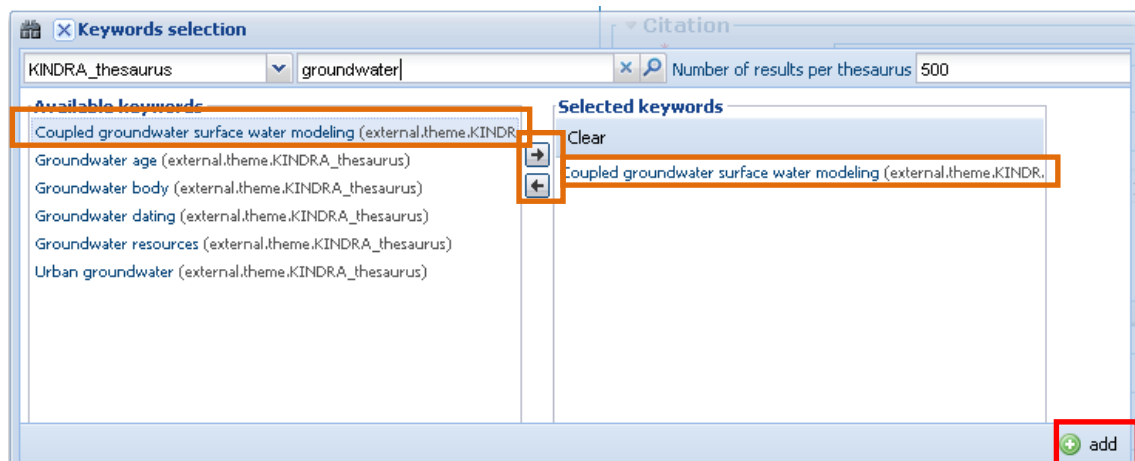 Keywords selection
Citation
KINDRA_thesaurus groundwater Number of results per thesaurus 500
Available keywords
Coupled groundwater surface water modeling (external.theme.KINDR
Groundwater age (external.theme.KINDRA_thesaurus)
Groundwater body (external.theme.KINDRA_thesaurus)
Groundwater dating (external.theme.KINDRA_thesaurus)
Groundwater resources (external.theme.KINDRA_thesaurus)
Urban groundwater (external.theme.KINDRA_thesaurus)
Selected keywords
Clear
Coupled groundwater surface water modeling (external.theme.KINDR.
add